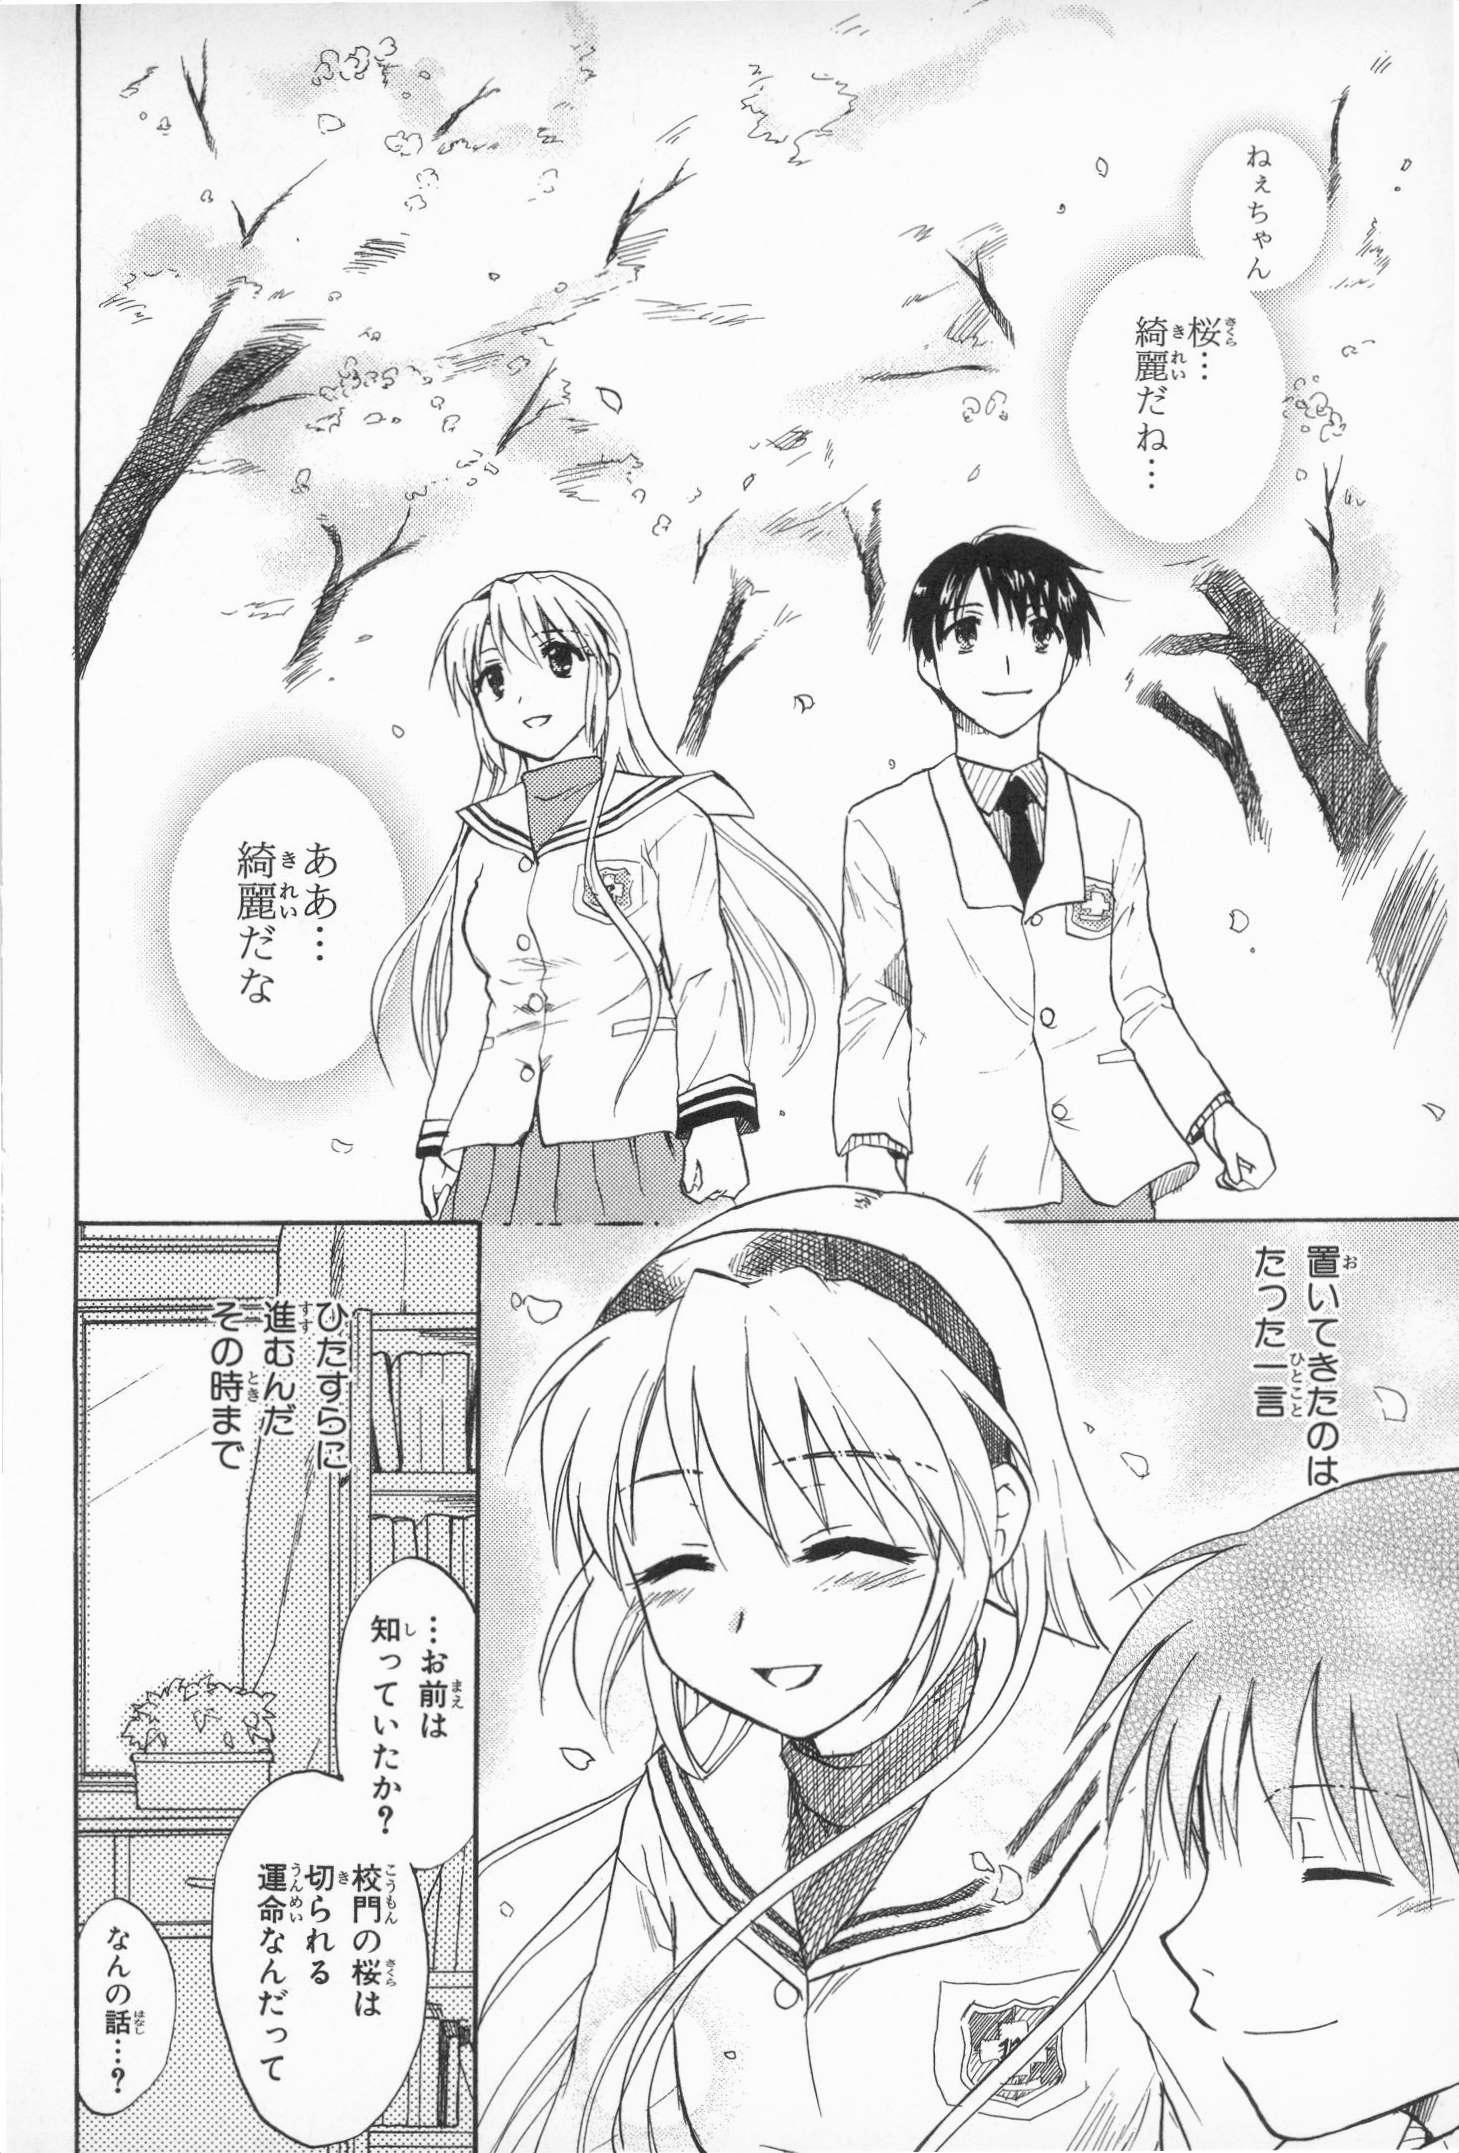 ねぇちゃん
桜…
綺麗だね…
ああ…
綺麗だな
置いてきたのは
たった一言
ひたすらに
進むんだ
その時まで
…お前は
知っていたか？
校門の桜は
切られる
運命なんだって
なんの話…？